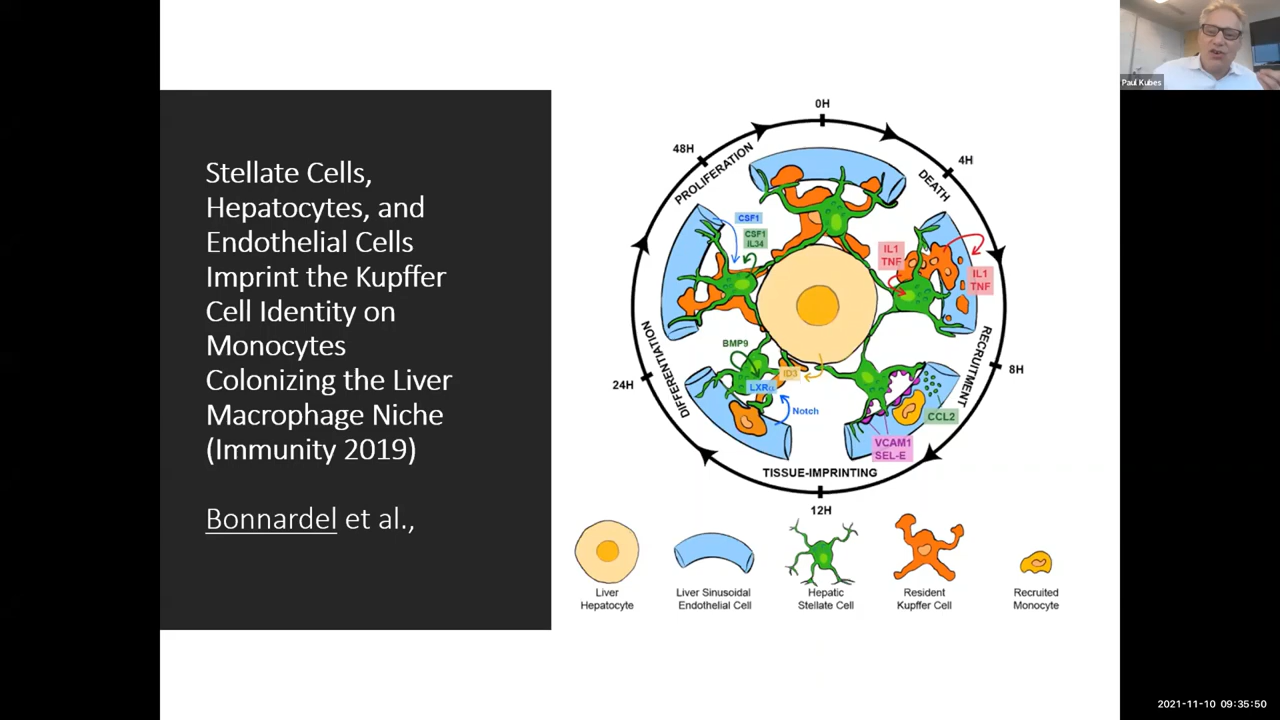 Stellate Cells,
Hepatocytes, and
Endothelial Cells
Imprint the Kupffer
Cell Identity on
Monocytes
Colonizing the Liver
Macrophage Niche
(Immunity 2019)
Bonnardel et al.,
0H
4H
8H
12H
24H
48H
DEATH
RECRUITMENT
TISSUE-IMPRINTING
DIFFERENTIATION
PROLIFERATION
CSF1
CSF1
IL34
IL1
TNF
IL1
TNF
BMP9
ID3
LXRα
Notch
CCL2
VCAM1
SEL-E
Liver
Hepatocyte
Liver Sinusoidal
Endothelial Cell
Hepatic
Stellate Cell
Resident
Kupffer Cell
Recruited
Monocyte
Paul Kubes
2021-11-10 09:35:50